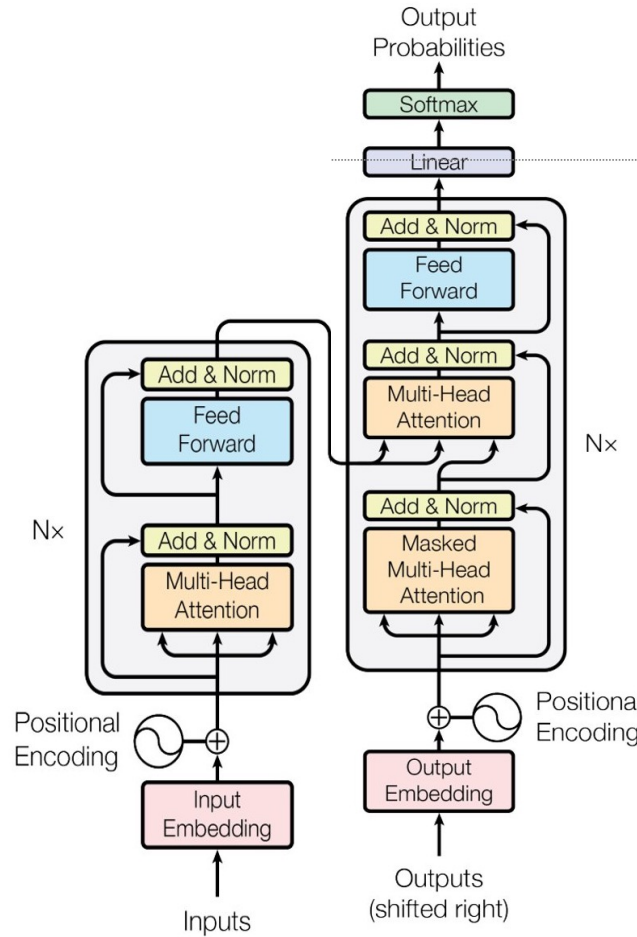 Output
Probabilities
Softmax
Linear
Add & Norm
Feed
Forward
Add & Norm
Multi-Head
Attention
Nx
Add & Norm
Masked
Multi-Head
Attention
Positional
Encoding
Output
Embedding
Outputs
(shifted right)
Add & Norm
Feed
Forward
Nx
Add & Norm
Multi-Head
Attention
Positional
Encoding
Input
Embedding
Inputs